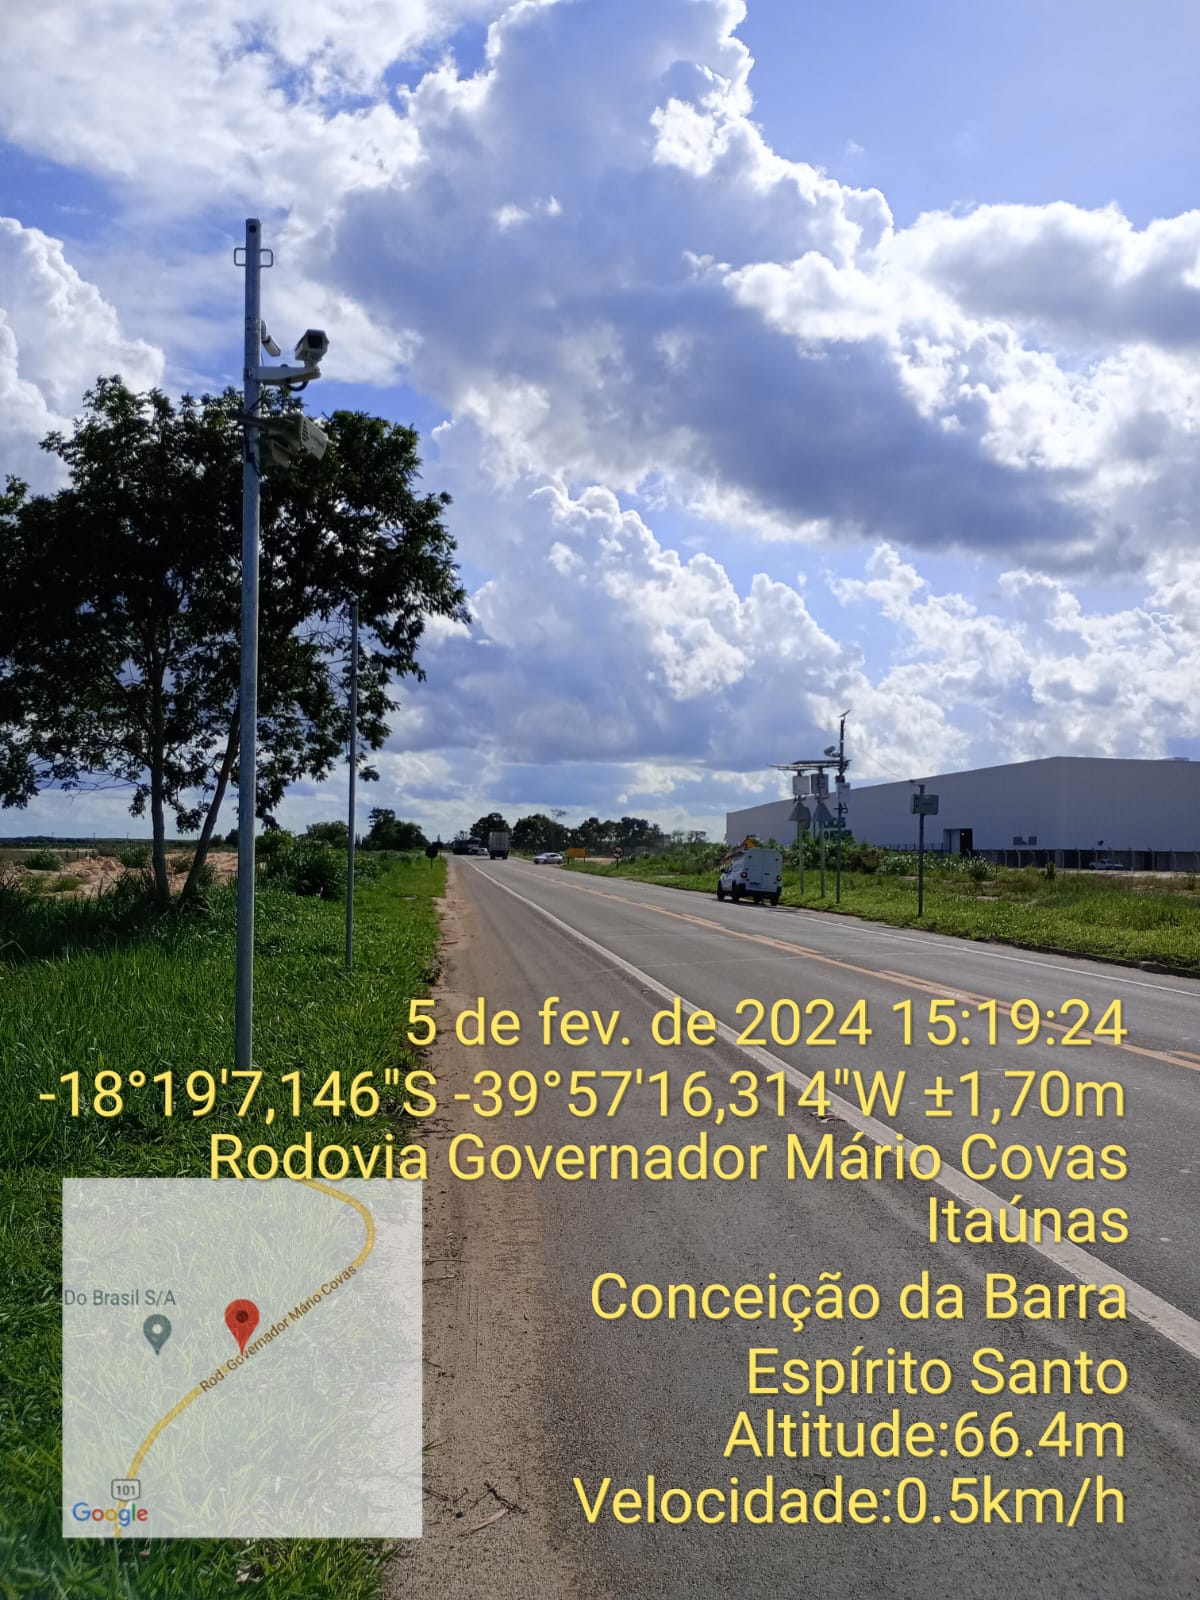 5 de fev. de 2024 15:19:24
-18°19'7,146"S -39°57'16,314"W ±1,70m
Rodovia Governador Mário Covas
Itaúnas
Conceição da Barra
Espírito Santo
Altitude:66.4m
Velocidade:0.5km/h
Do Brasil S/A
Rod. Governador Mário Covas
101
Google